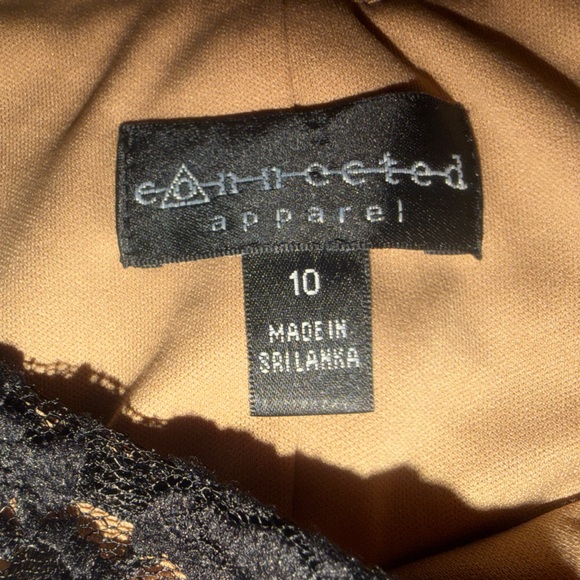 connected
apparel
10
MADE IN
SRI LANKA